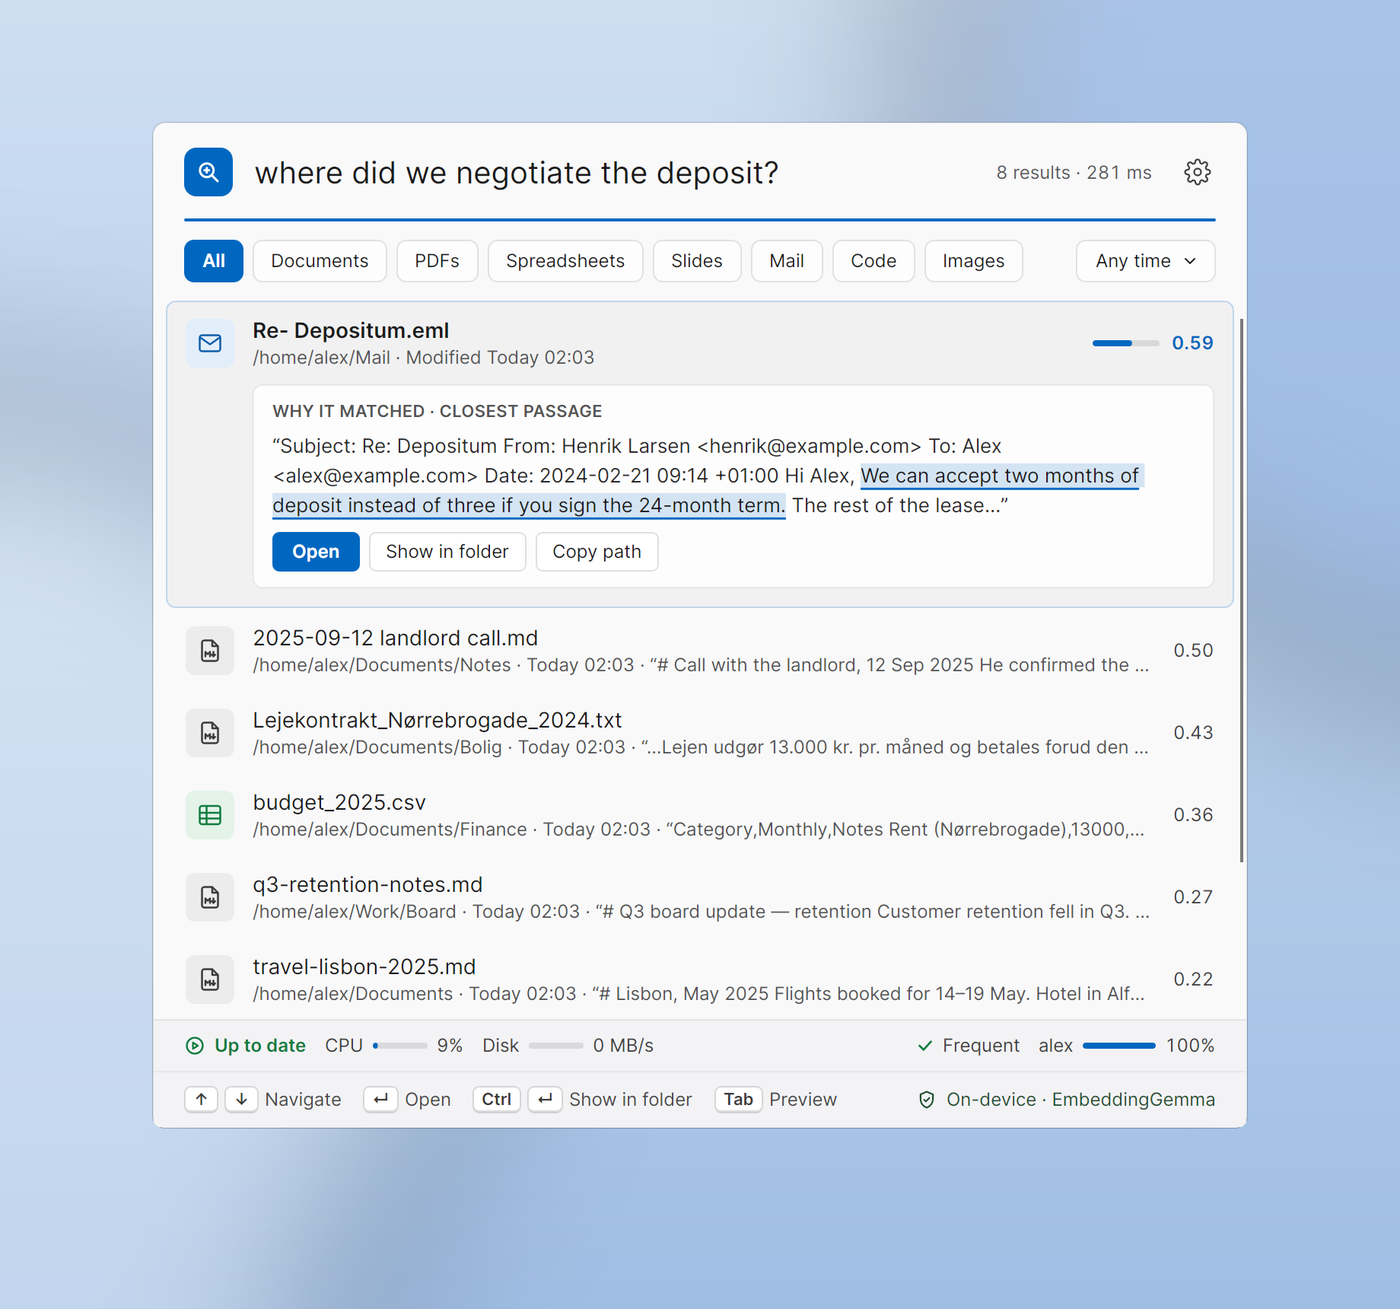 where did we negotiate the deposit?
8 results · 281 ms
All
Documents
PDFs
Spreadsheets
Slides
Mail
Code
Images
Any time
Re- Depositum.eml
/home/alex/Mail · Modified Today 02:03
0.59
WHY IT MATCHED · CLOSEST PASSAGE
“Subject: Re: Depositum From: Henrik Larsen <henrik@example.com> To: Alex
<alex@example.com> Date: 2024-02-21 09:14 +01:00 Hi Alex, We can accept two months of
deposit instead of three if you sign the 24-month term. The rest of the lease…”
Open
Show in folder
Copy path
2025-09-12 landlord call.md
/home/alex/Documents/Notes · Today 02:03 · “# Call with the landlord, 12 Sep 2025 He confirmed the …
0.50
Lejekontrakt_Nørrebrogade_2024.txt
/home/alex/Documents/Bolig · Today 02:03 · “…Lejen udgør 13.000 kr. pr. måned og betales forud den …
0.43
budget_2025.csv
/home/alex/Documents/Finance · Today 02:03 · “Category,Monthly,Notes Rent (Nørrebrogade),13000,…
0.36
q3-retention-notes.md
/home/alex/Work/Board · Today 02:03 · “# Q3 board update — retention Customer retention fell in Q3. …
0.27
travel-lisbon-2025.md
/home/alex/Documents · Today 02:03 · “# Lisbon, May 2025 Flights booked for 14–19 May. Hotel in Alf…
0.22
Up to date
CPU
9%
Disk
0 MB/s
Frequent
alex
100%
↑ ↓ Navigate
↵ Open
Ctrl ↵ Show in folder
Tab Preview
On-device · EmbeddingGemma